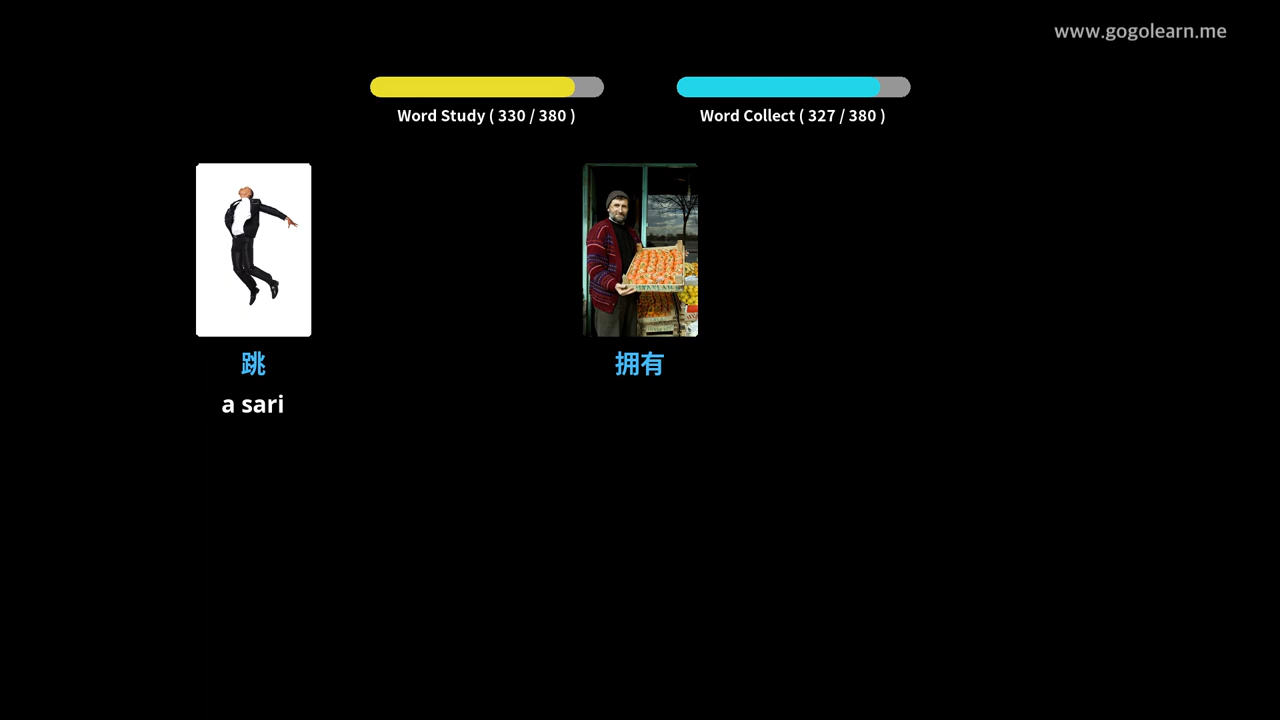 www.gogolearn.me
Word Study ( 330 / 380 )
Word Collect ( 327 / 380 )
跳
拥有
a sari